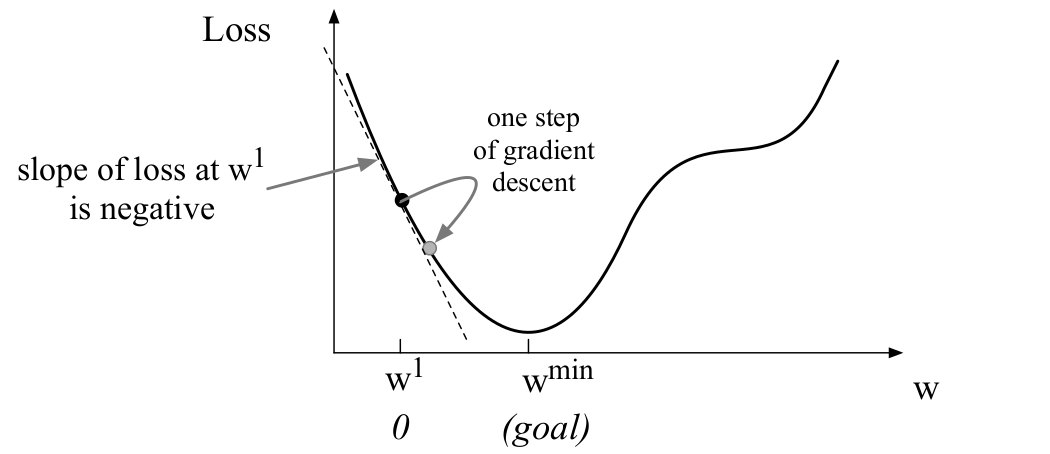 Loss
one step
of gradient
descent
slope of loss at w¹
is negative
w¹
wᵐⁱⁿ
w
0
(goal)